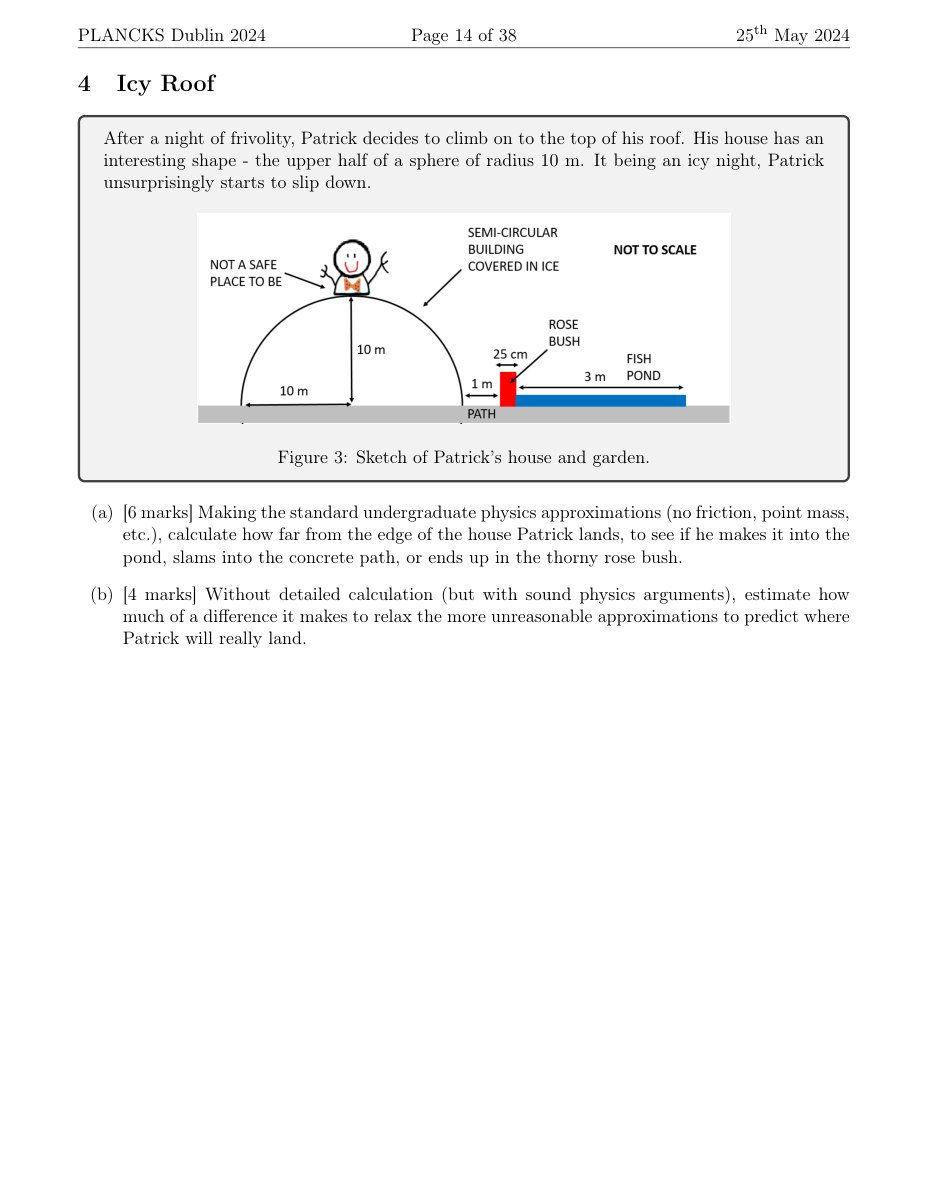 PLANCKS Dublin 2024 Page 14 of 38 25th May 2024
4 Icy Roof
After a night of frivolity, Patrick decides to climb on to the top of his roof. His house has an
interesting shape - the upper half of a sphere of radius 10 m. It being an icy night, Patrick
unsurprisingly starts to slip down.
NOT A SAFE
PLACE TO BE
SEMI-CIRCULAR
BUILDING
COVERED IN ICE
NOT TO SCALE
10 m
10 m
ROSE
BUSH
25 cm
1 m
3 m
FISH
POND
PATH
Figure 3: Sketch of Patrick's house and garden.
(a) [6 marks] Making the standard undergraduate physics approximations (no friction, point mass,
etc.), calculate how far from the edge of the house Patrick lands, to see if he makes it into the
pond, slams into the concrete path, or ends up in the thorny rose bush.
(b) [4 marks] Without detailed calculation (but with sound physics arguments), estimate how
much of a difference it makes to relax the more unreasonable approximations to predict where
Patrick will really land.